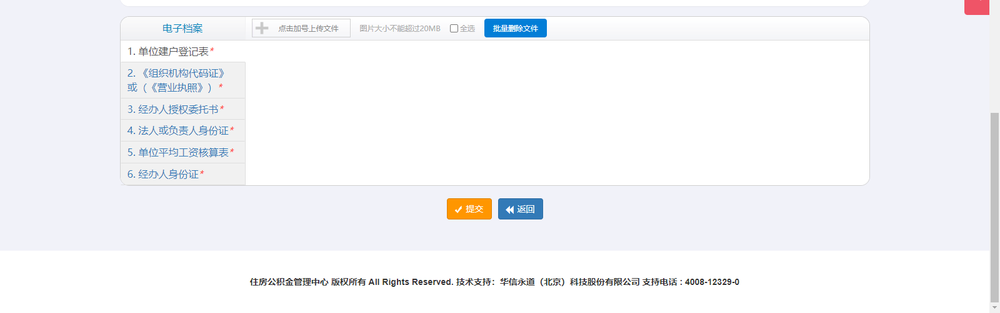 电子档案
点击加号上传文件
图片大小不能超过20MB
全选
批量删除文件
1. 单位建户登记表*
2. 《组织机构代码证》
或（《营业执照》）*
3. 经办人授权委托书*
4. 法人或负责人身份证*
5. 单位平均工资核算表*
6. 经办人身份证*
提交
返回
住房公积金管理中心 版权所有 All Rights Reserved. 技术支持：华信永道（北京）科技股份有限公司 支持电话 : 4008-12329-0